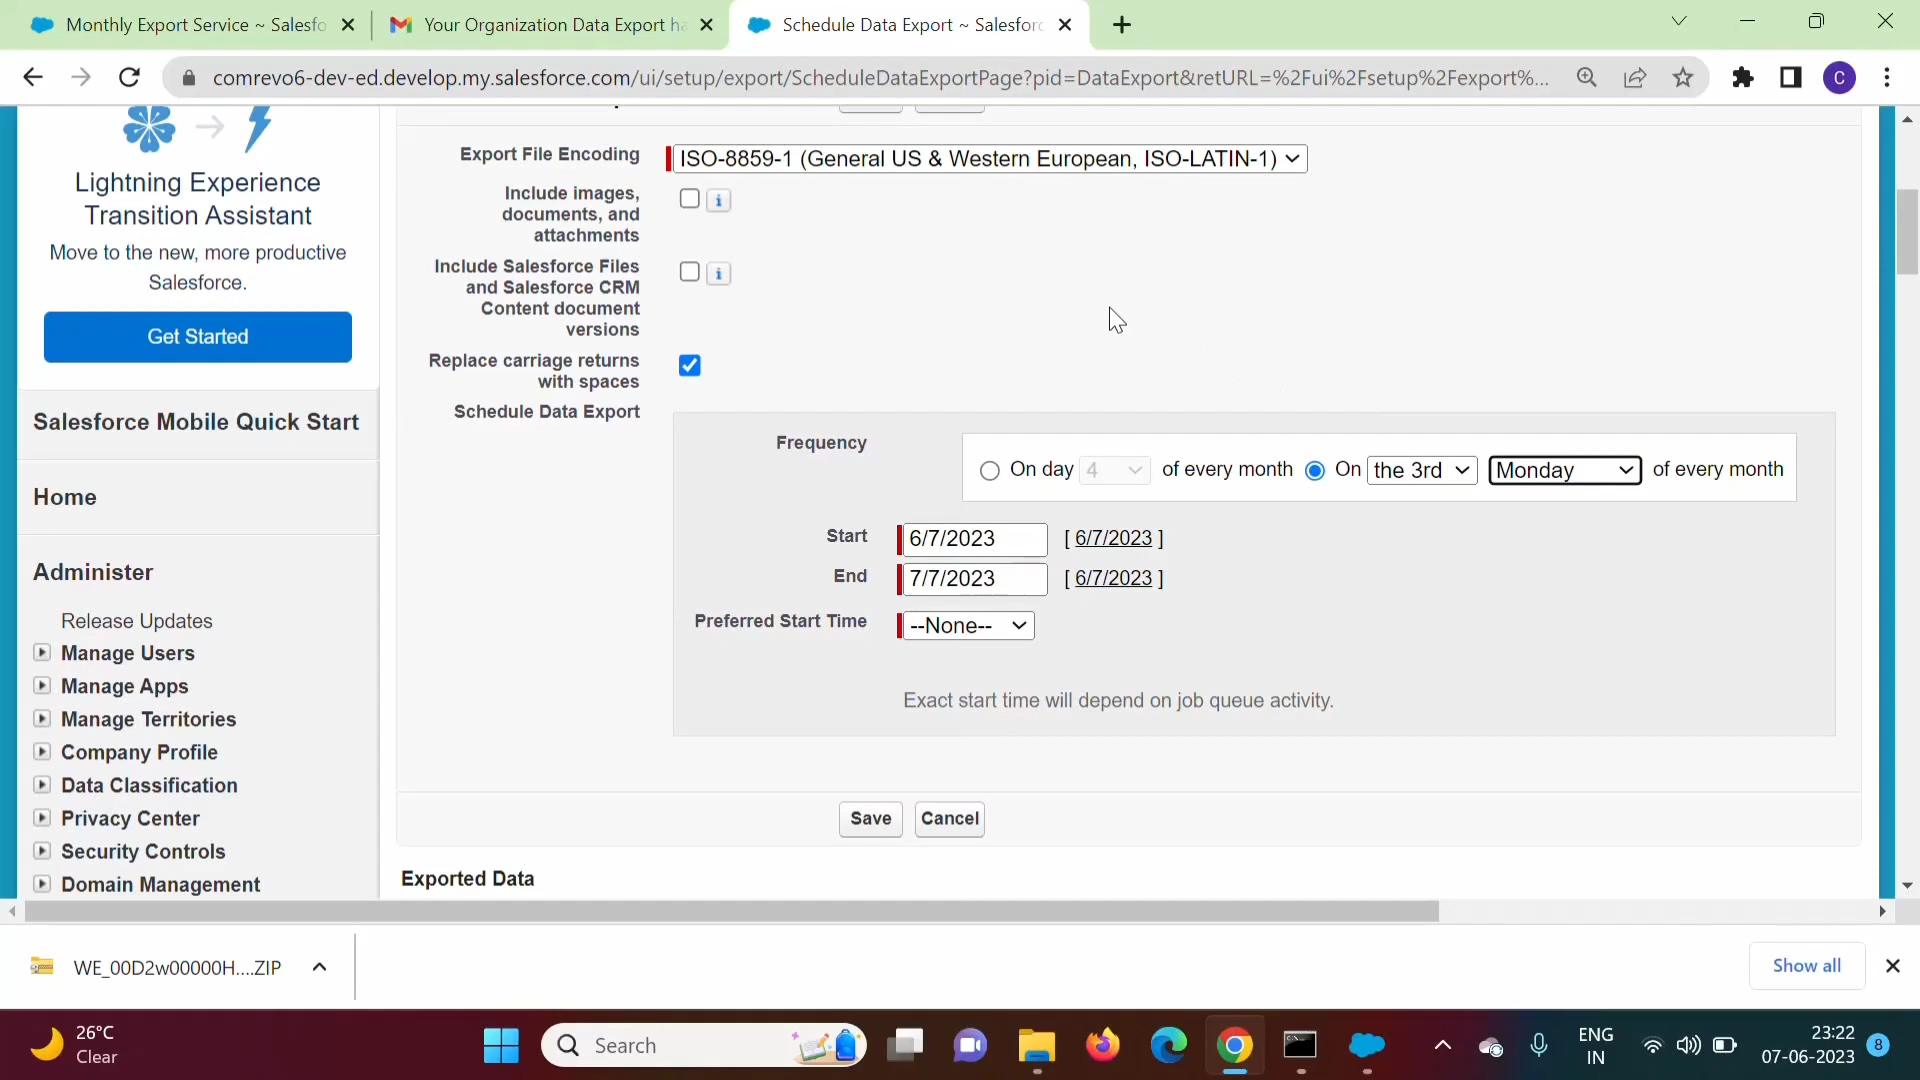 Monthly Export Service ~ Salesfo
Your Organization Data Export ha
Schedule Data Export ~ Salesforc
comrevo6-dev-ed.develop.my.salesforce.com/ui/setup/export/ScheduleDataExportPage?pid=DataExport&retURL=%2Fui%2Fsetup%2Fexport%...
C
Lightning Experience
Transition Assistant
Move to the new, more productive
Salesforce.
Get Started
Salesforce Mobile Quick Start
Home
Administer
Release Updates
Manage Users
Manage Apps
Manage Territories
Company Profile
Data Classification
Privacy Center
Security Controls
Domain Management
Export File Encoding
ISO-8859-1 (General US & Western European, ISO-LATIN-1)
Include images,
documents, and
attachments
i
Include Salesforce Files
and Salesforce CRM
Content document
versions
i
Replace carriage returns
with spaces
Schedule Data Export
Frequency
On day 4 of every month On the 3rd Monday of every month
Start 6/7/2023 [ 6/7/2023 ]
End 7/7/2023 [ 6/7/2023 ]
Preferred Start Time --None--
Exact start time will depend on job queue activity.
Save Cancel
Exported Data
WE_00D2w00000H....ZIP
Show all
26°C
Clear
Search
ENG
IN
23:22
07-06-2023
8